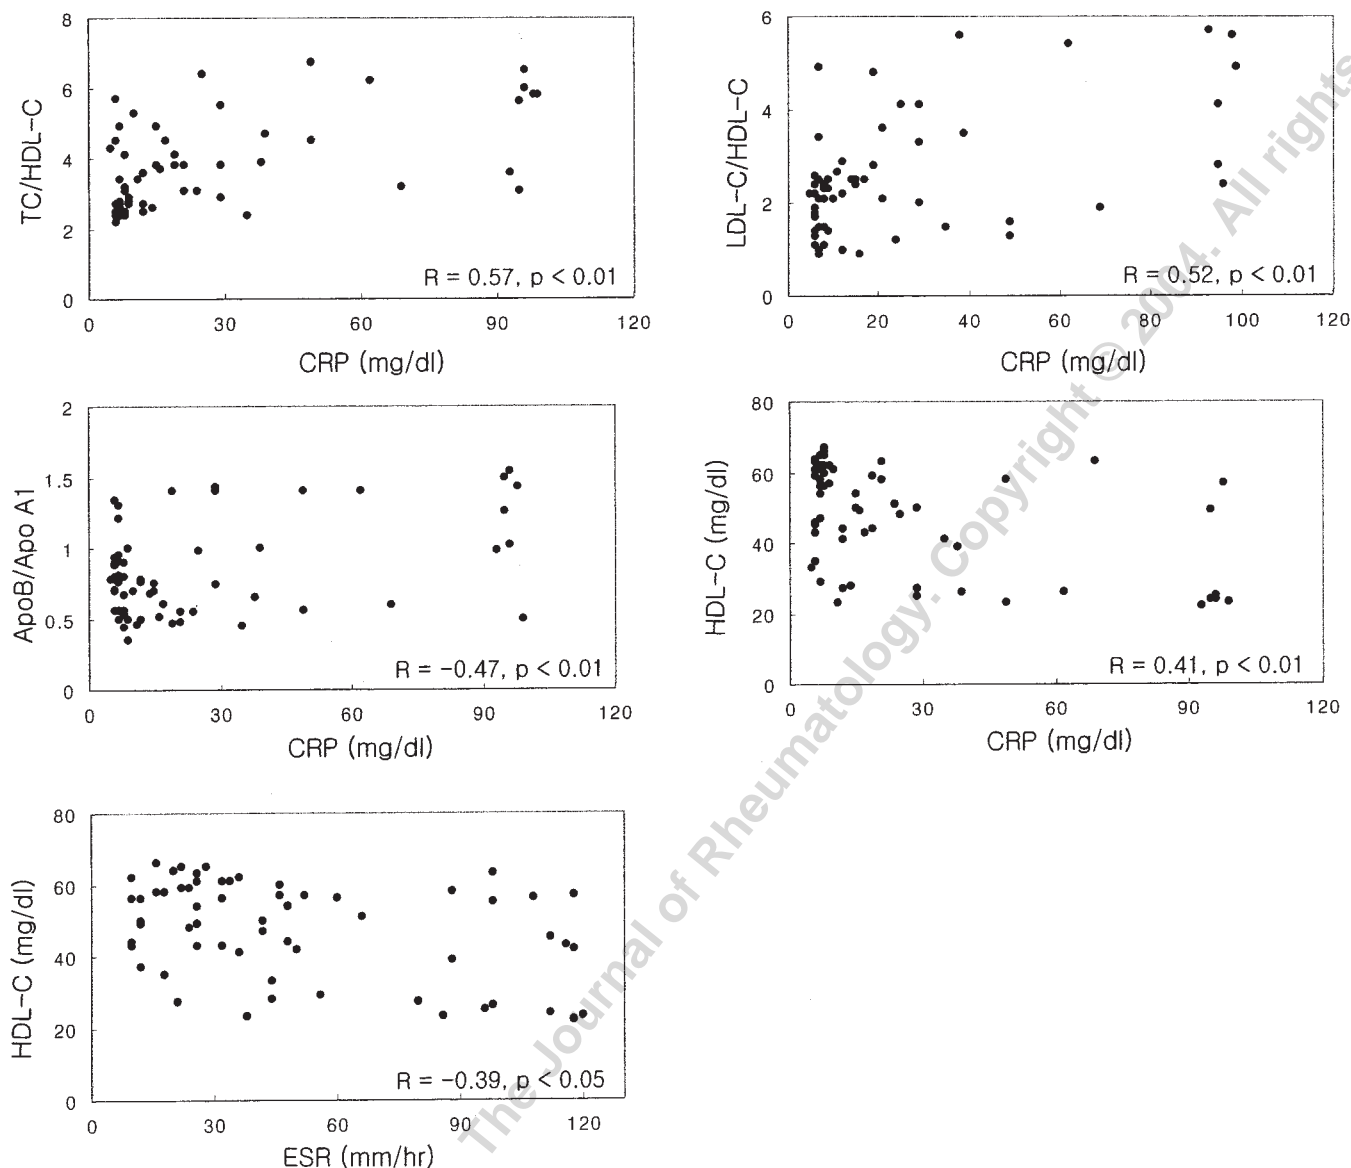 8
6
4
2
0
TC/HDL-C
R = 0.57, p < 0.01
0 30 60 90 120
CRP (mg/dl)
6
4
2
0
LDL-C/HDL-C
R = 0.52, p < 0.01
0 20 40 60 80 100 120
CRP (mg/dl)
2
1.5
1
0.5
0
ApoB/Apo A1
R = -0.47, p < 0.01
0 30 60 90 120
CRP (mg/dl)
80
60
40
20
0
HDL-C (mg/dl)
R = 0.41, p < 0.01
0 30 60 90 120
CRP (mg/dl)
80
60
40
20
0
HDL-C (mg/dl)
R = -0.39, p < 0.05
0 30 60 90 120
ESR (mm/hr)
The Journal of Rheumatology. Copyright © 2004. All rights